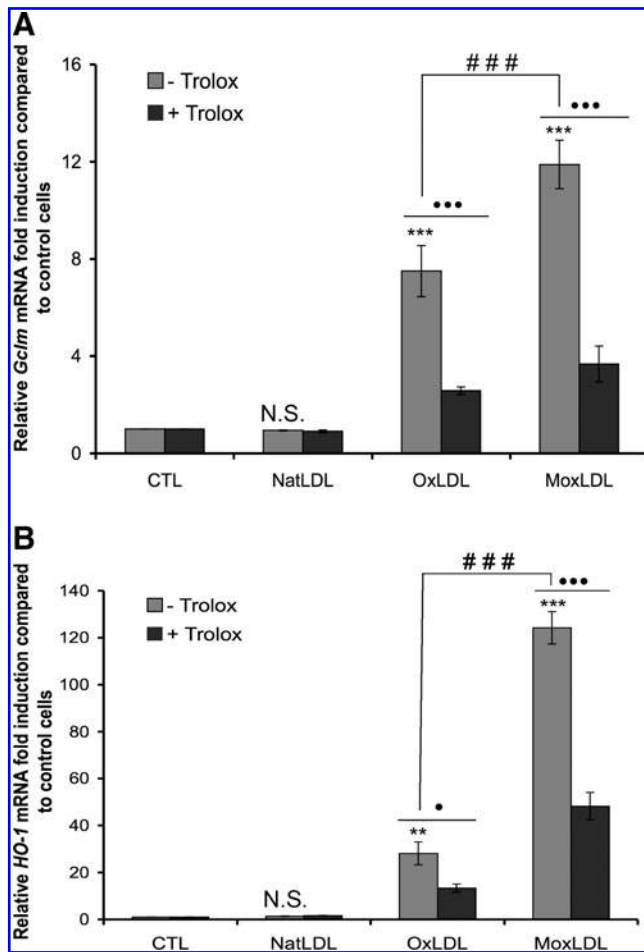 A
Relative Gclm mRNA fold induction compared
to control cells
16
12
8
4
0
- Trolox
+ Trolox
# # #
•••
***
•••
***
N.S.
CTL NatLDL OxLDL MoxLDL
B
Relative HO-1 mRNA fold induction compared
to control cells
140
120
100
80
60
40
20
0
- Trolox
+ Trolox
# # #
•••
***
•
**
N.S.
CTL NatLDL OxLDL MoxLDL